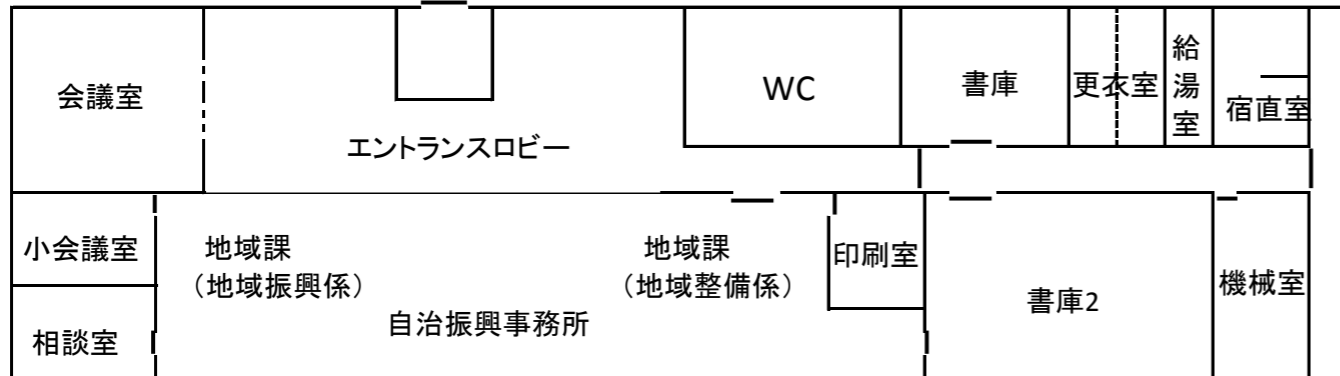 会議室
エントランスロビー
WC
書庫
更衣室
給湯室
宿直室
小会議室
相談室
地域課
（地域振興係）
自治振興事務所
地域課
（地域整備係）
印刷室
書庫2
機械室